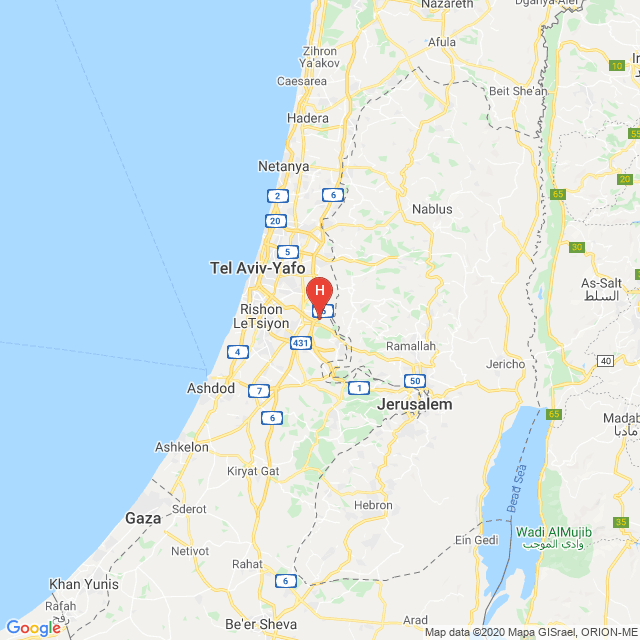 Nazareth
Dganya Alef
Zihron
Ya'akov
Afula
10
Caesarea
Beit She'an
Hadera
35
Netanya
20
2
6
65
Nablus
20
5
30
Tel Aviv-Yafo
As-Salt
السلط
H
Rishon
LeTsiyon
431
Ramallah
4
Jericho
40
Ashdod
7
1
50
Jerusalem
65
6
Madab
مادبا
Ashkelon
Kiryat Gat
Dead Sea
Hebron
Sderot
Gaza
35
Wadi AlMujib
وادي الموجب
Ein Gedi
Netivot
Rahat
Khan Yunis
6
Rafah
رفح
Be'er Sheva
Arad
Google
Map data ©2020 Mapa GISrael, ORION-ME